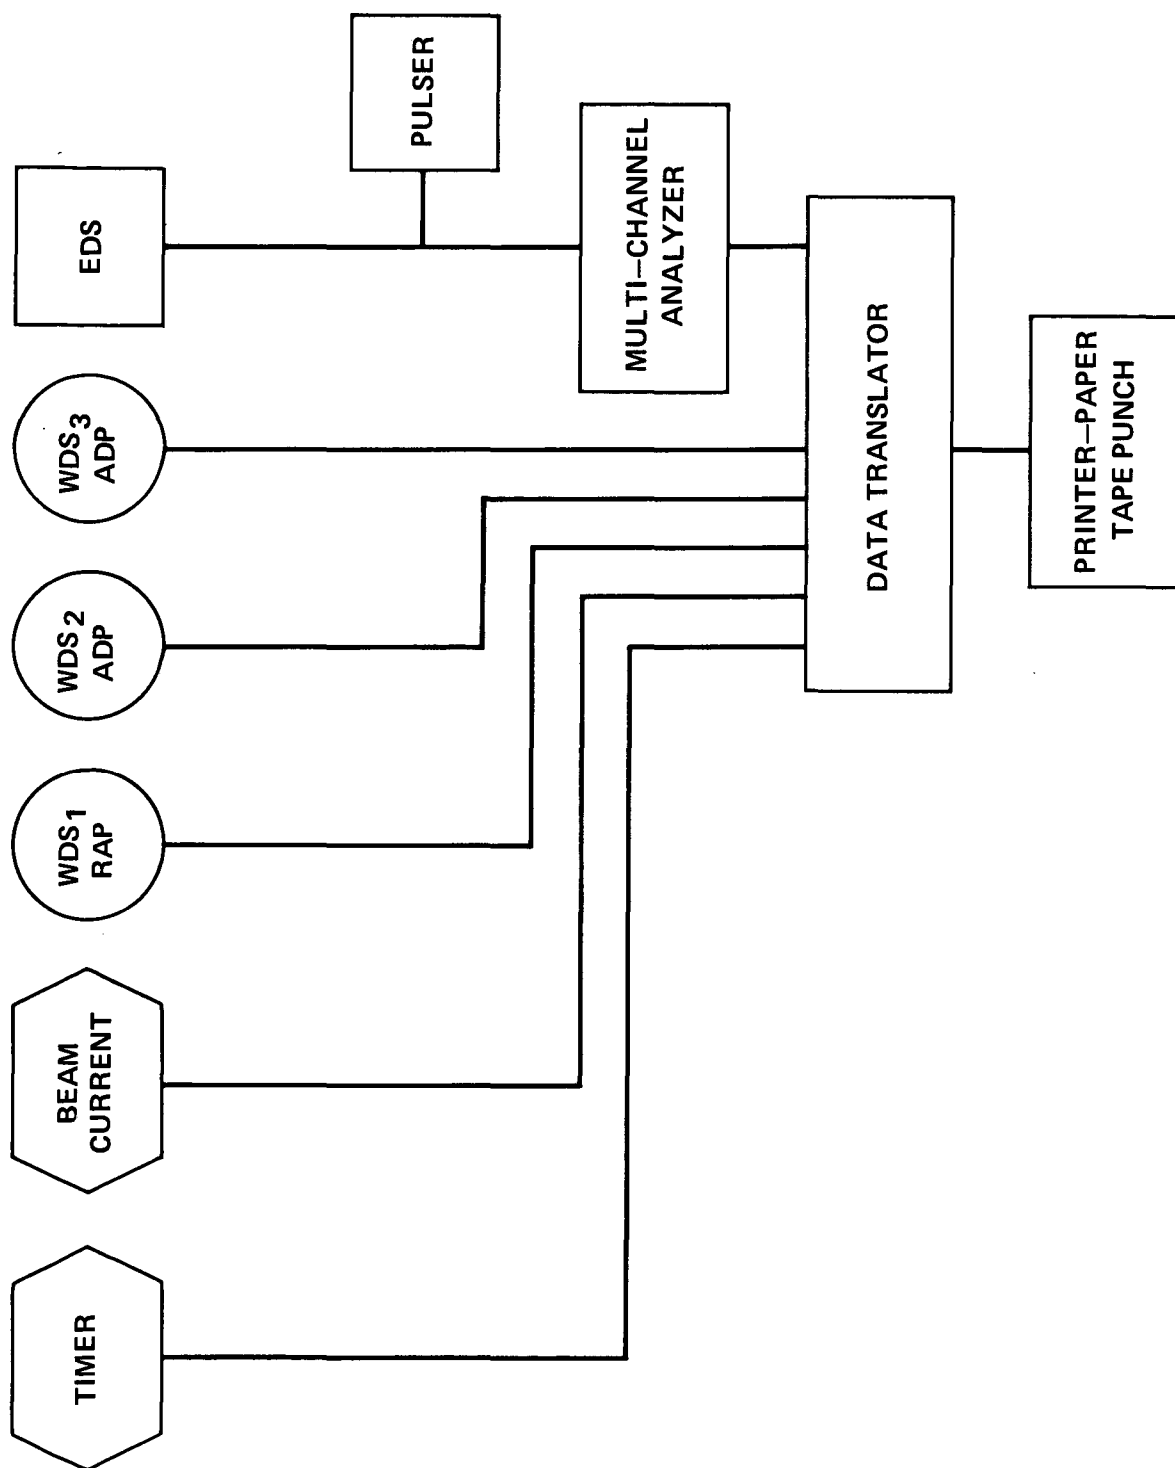 TIMER
BEAM
CURRENT
WDS1
RAP
WDS2
ADP
WDS3
ADP
EDS
PULSER
MULTI–CHANNEL
ANALYZER
DATA TRANSLATOR
PRINTER–PAPER
TAPE PUNCH